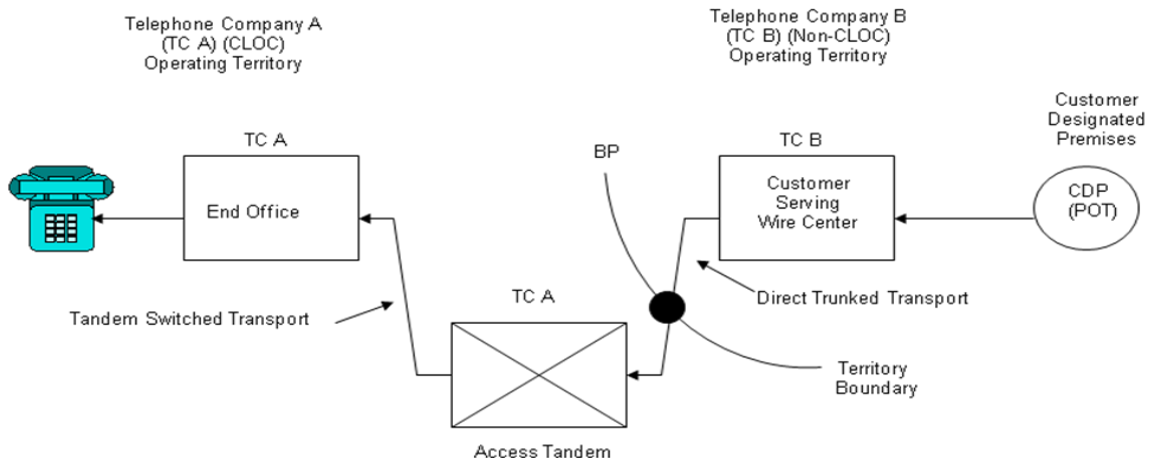 Telephone Company A
(TC A) (CLOC)
Operating Territory
Telephone Company B
(TC B) (Non-CLOC)
Operating Territory
Customer
Designated
Premises
TC A
BP
TC B
End Office
Customer
Serving
Wire Center
CDP
(POT)
Tandem Switched Transport
TC A
Direct Trunked Transport
Territory
Boundary
Access Tandem